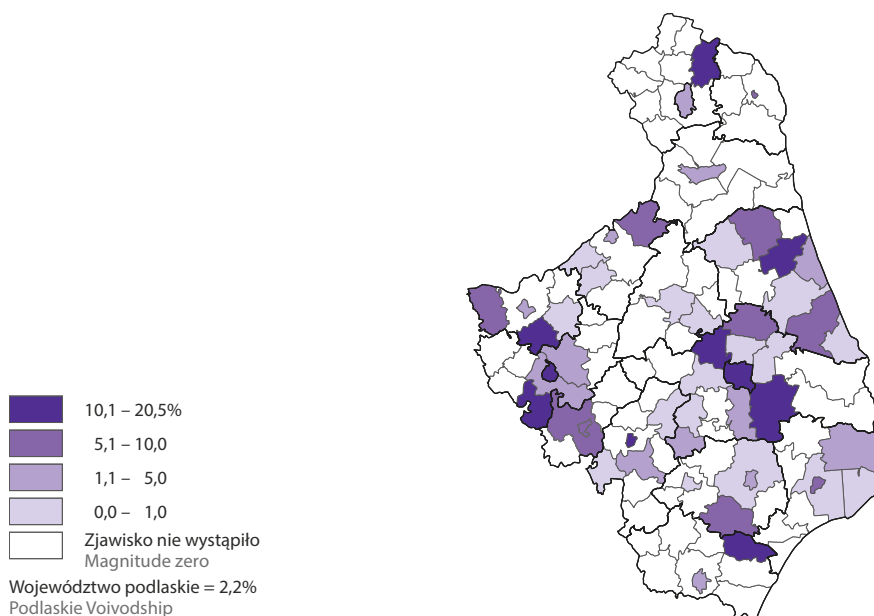 10,1 – 20,5%
5,1 – 10,0
1,1 – 5,0
0,0 – 1,0
Zjawisko nie wystąpiło
Magnitude zero
Województwo podlaskie = 2,2%
Podlaskie Voivodship